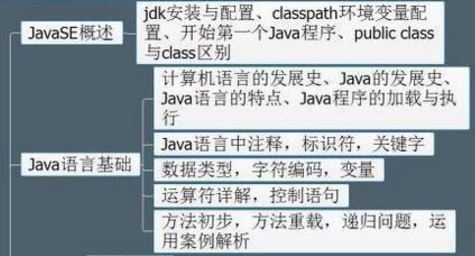 JavaSE概述
jdk安装与配置、classpath环境变量配
置、开始第一个Java程序、public class
与class区别
Java语言基础
计算机语言的发展史、Java的发展史、
Java语言的特点、Java程序的加载与执
行
Java语言中注释，标识符，关键字
数据类型，字符编码，变量
运算符详解，控制语句
方法初步，方法重载，递归问题，运
用案例解析